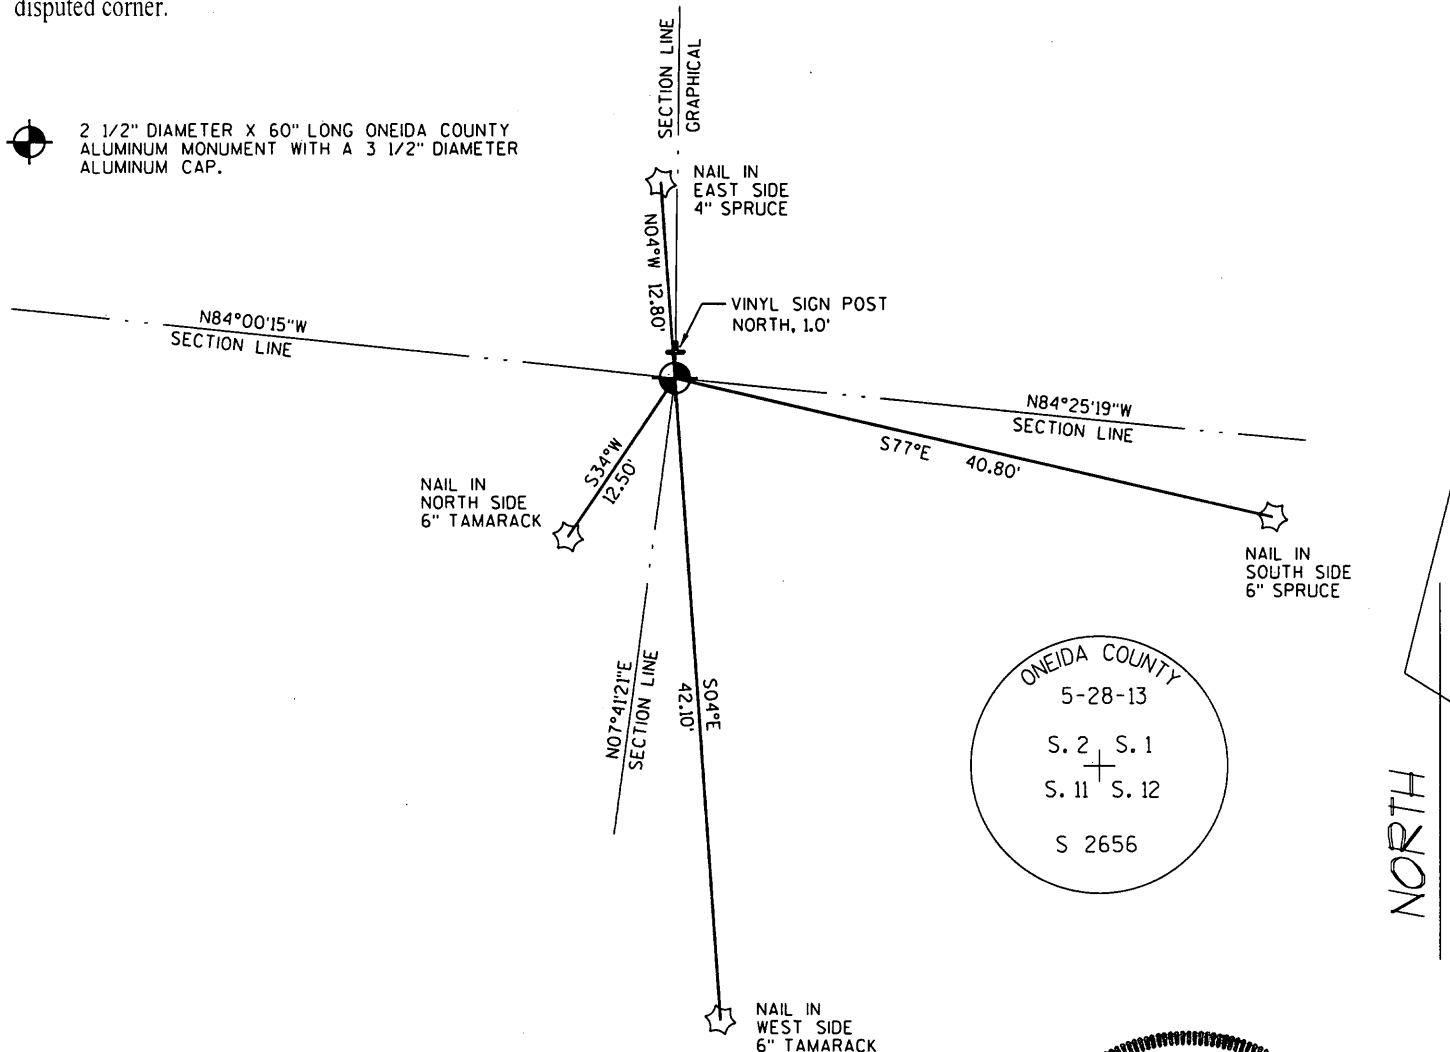 disputed corner.
SECTION LINE
GRAPHICAL
2 1/2" DIAMETER X 60" LONG ONEIDA COUNTY
ALUMINUM MONUMENT WITH A 3 1/2" DIAMETER
ALUMINUM CAP.
NAIL IN
EAST SIDE
4" SPRUCE
N04°W 12.80'
VINYL SIGN POST
NORTH, 1.0'
N84°00'15"W
SECTION LINE
N84°25'19"W
SECTION LINE
S77°E 40.80'
S34°W
12.50'
NAIL IN
NORTH SIDE
6" TAMARACK
NAIL IN
SOUTH SIDE
6" SPRUCE
N07°41'21"E
SECTION LINE
S04°E
42.10'
ONEIDA COUNTY
5-28-13
S. 2 S. 1
S. 11 S. 12
S 2656
NORTH
NAIL IN
WEST SIDE
6" TAMARACK